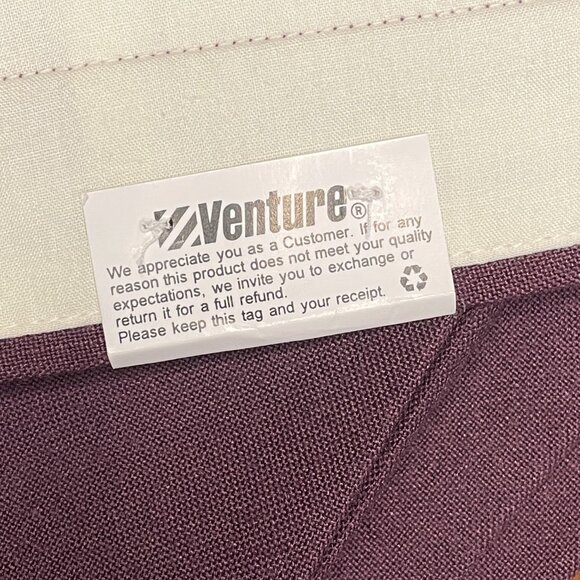 Venture®
We appreciate you as a Customer. If for any
reason this product does not meet your quality
expectations, we invite you to exchange or
return it for a full refund.
Please keep this tag and your receipt.